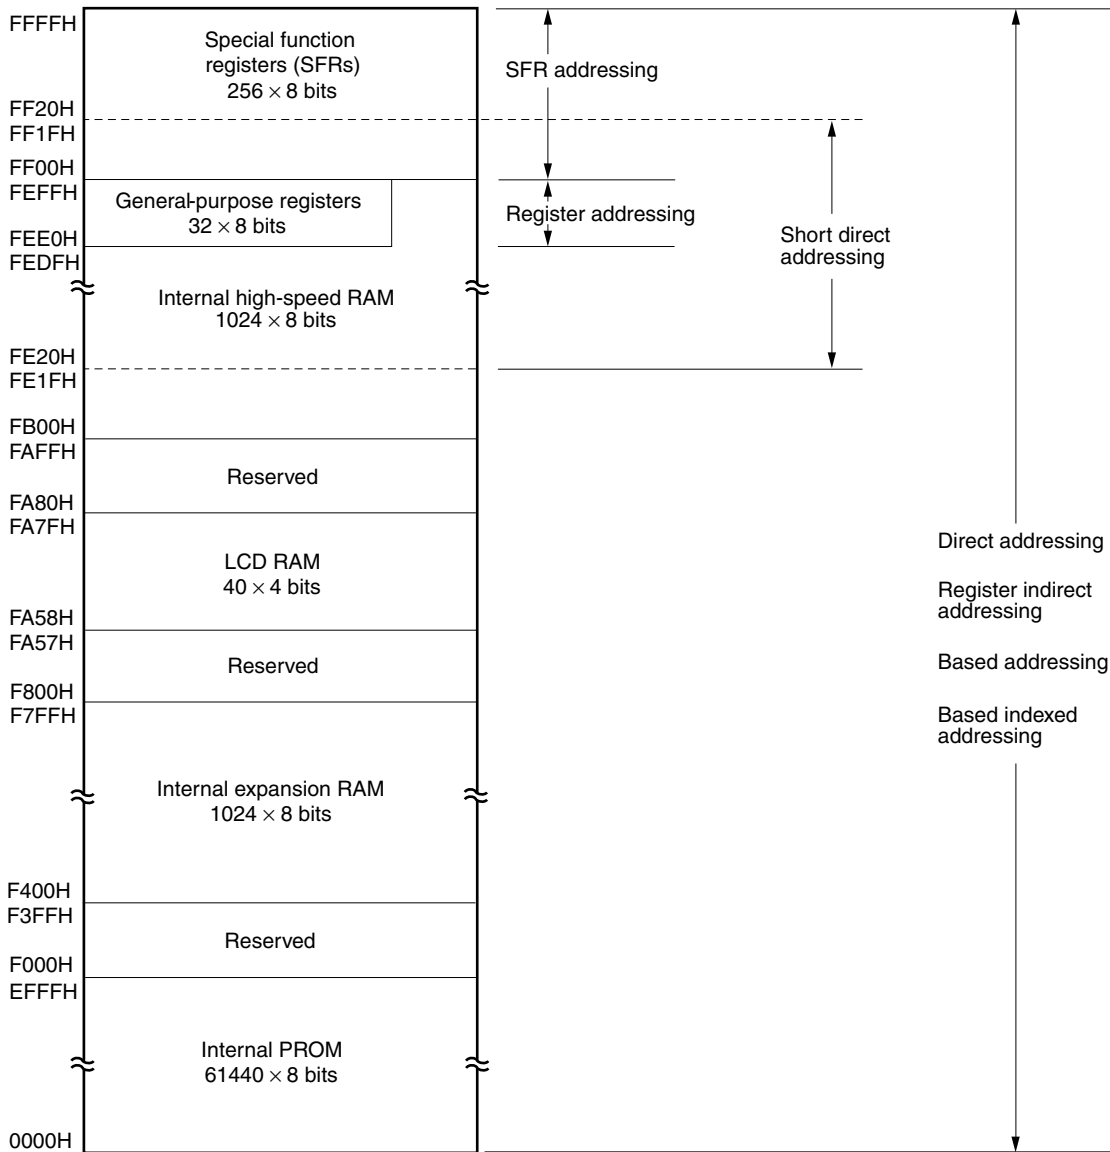 FFFFH
Special function
registers (SFRs)
256 × 8 bits
SFR addressing
FF20H
FF1FH
FF00H
FEFFH
General-purpose registers
32 × 8 bits
Register addressing
FEE0H
FEDFH
Short direct
addressing
Internal high-speed RAM
1024 × 8 bits
FE20H
FE1FH
FB00H
FAFFH
Reserved
FA80H
FA7FH
LCD RAM
40 × 4 bits
Direct addressing
Register indirect
addressing
Based addressing
Based indexed
addressing
FA58H
FA57H
Reserved
F800H
F7FFH
Internal expansion RAM
1024 × 8 bits
F400H
F3FFH
Reserved
F000H
EFFFH
Internal PROM
61440 × 8 bits
0000H